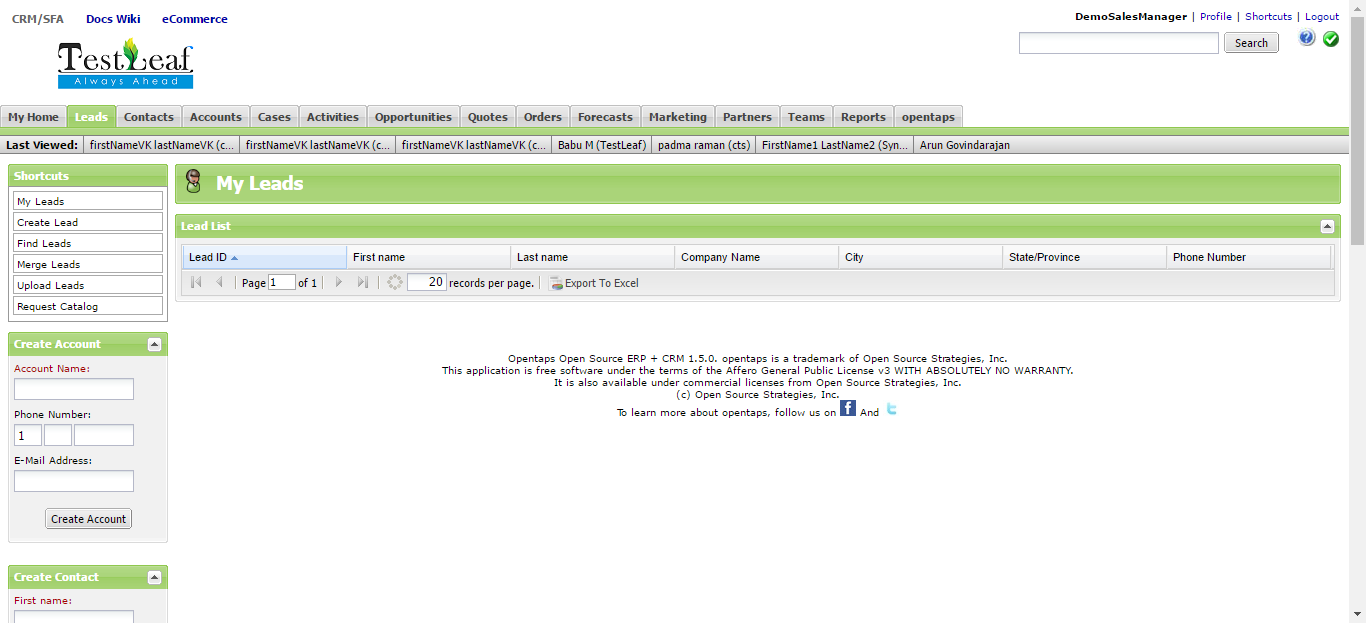 CRM/SFA Docs Wiki eCommerce
DemoSalesManager | Profile | Shortcuts | Logout
TestLeaf
Always Ahead
Search
My Home Leads Contacts Accounts Cases Activities Opportunities Quotes Orders Forecasts Marketing Partners Teams Reports opentaps
Last Viewed: firstNameVK lastNameVK (c... firstNameVK lastNameVK (c... firstNameVK lastNameVK (c... Babu M (TestLeaf) padma raman (cts) FirstName1 LastName2 (Syn... Arun Govindarajan
Shortcuts
My Leads
Create Lead
Find Leads
Merge Leads
Upload Leads
Request Catalog
Create Account
Account Name:
Phone Number:
1
E-Mail Address:
Create Account
Create Contact
First name:
My Leads
Lead List
Lead ID First name Last name Company Name City State/Province Phone Number
Page 1 of 1 20 records per page. Export To Excel
Opentaps Open Source ERP + CRM 1.5.0. opentaps is a trademark of Open Source Strategies, Inc.
This application is free software under the terms of the Affero General Public License v3 WITH ABSOLUTELY NO WARRANTY.
It is also available under commercial licenses from Open Source Strategies, Inc.
(c) Open Source Strategies, Inc.
To learn more about opentaps, follow us on f And t